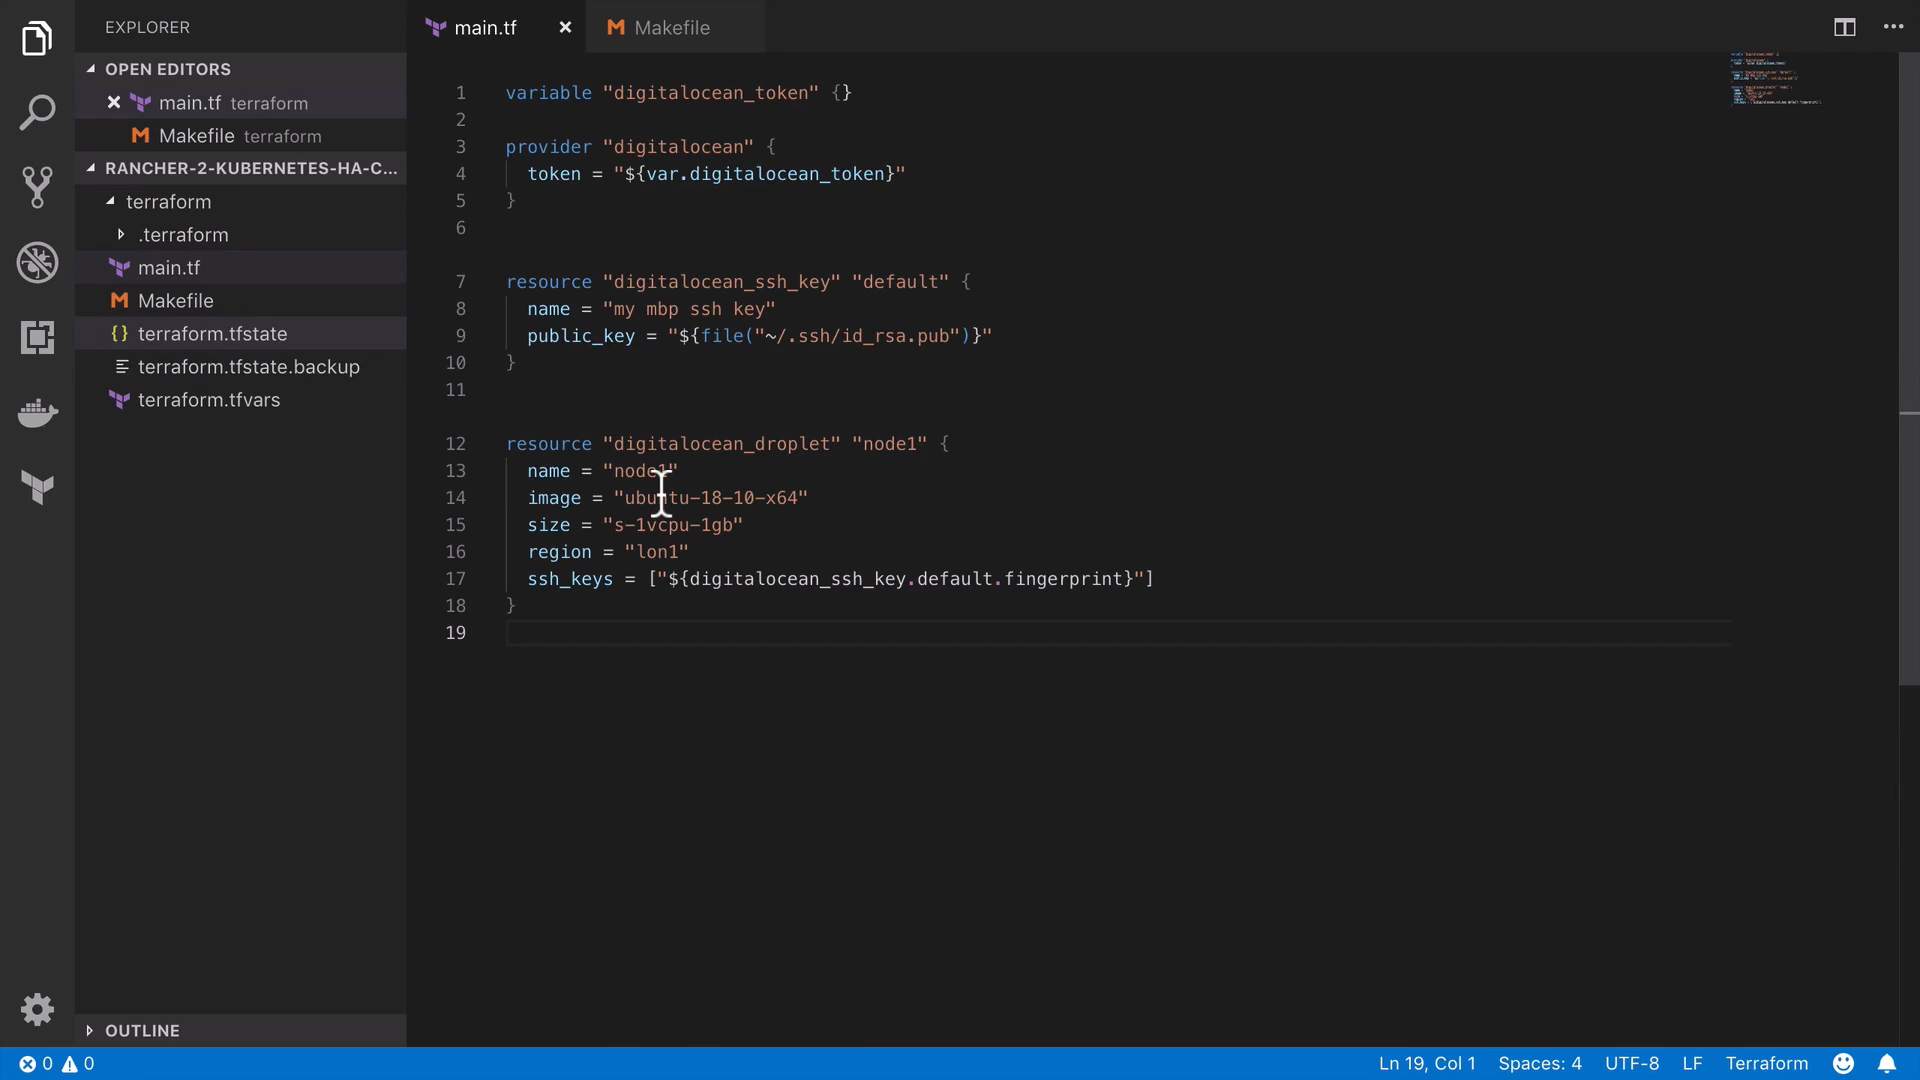 EXPLORER
OPEN EDITORS
main.tf terraform
Makefile terraform
RANCHER-2-KUBERNETES-HA-C...
terraform
.terraform
main.tf
Makefile
terraform.tfstate
terraform.tfstate.backup
terraform.tfvars
OUTLINE
main.tf
Makefile
1 variable "digitalocean_token" {}
2
3 provider "digitalocean" {
4 token = "${var.digitalocean_token}"
5 }
6
7 resource "digitalocean_ssh_key" "default" {
8 name = "my mbp ssh key"
9 public_key = "${file("~/.ssh/id_rsa.pub")}"
10 }
11
12 resource "digitalocean_droplet" "node1" {
13 name = "node1"
14 image = "ubuntu-18-10-x64"
15 size = "s-1vcpu-1gb"
16 region = "lon1"
17 ssh_keys = ["${digitalocean_ssh_key.default.fingerprint}"]
18 }
19
0 0
Ln 19, Col 1 Spaces: 4 UTF-8 LF Terraform